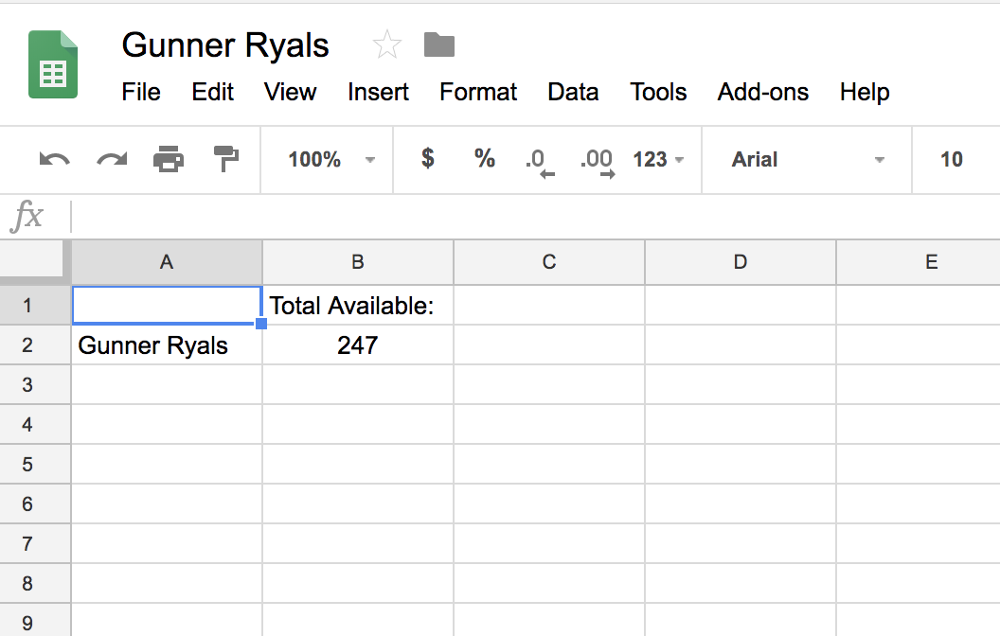 Gunner Ryals
File Edit View Insert Format Data Tools Add-ons Help
100% $ % .0 .00 123 Arial 10
fx
A B C D E
1 Total Available:
2 Gunner Ryals 247
3
4
5
6
7
8
9